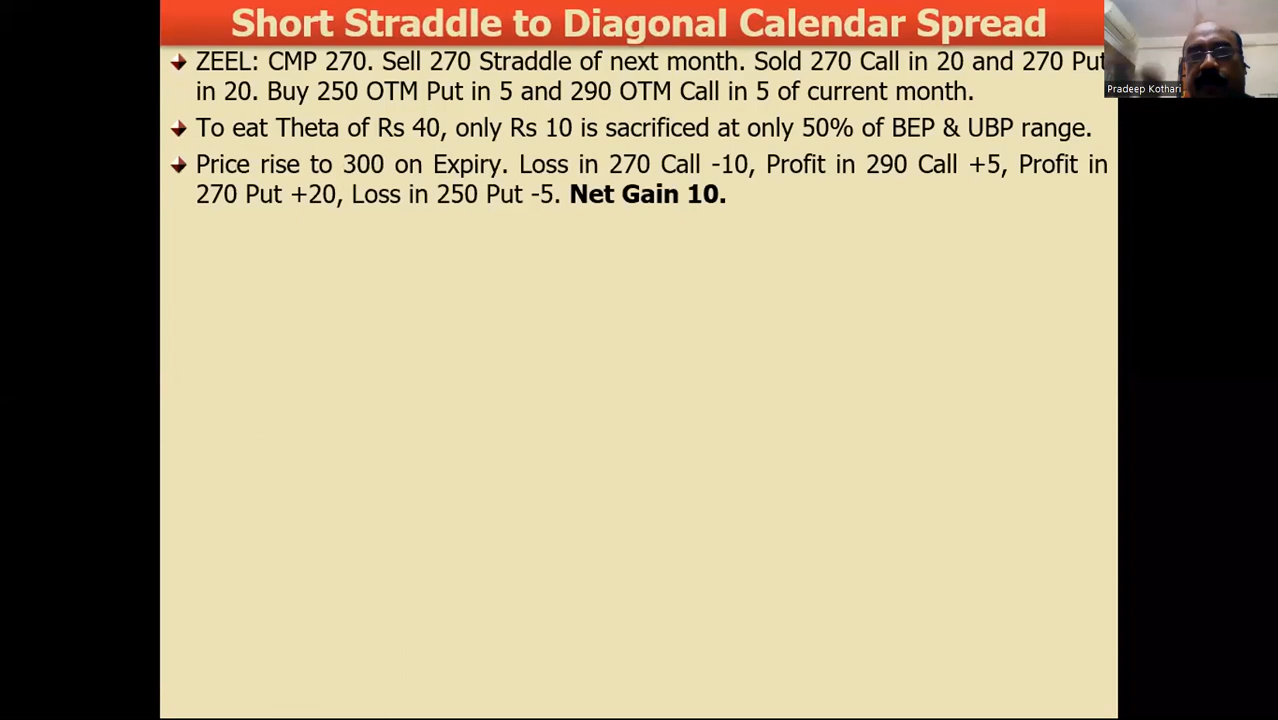 Short Straddle to Diagonal Calendar Spread
ZEEL: CMP 270. Sell 270 Straddle of next month. Sold 270 Call in 20 and 270 Put
in 20. Buy 250 OTM Put in 5 and 290 OTM Call in 5 of current month.
To eat Theta of Rs 40, only Rs 10 is sacrificed at only 50% of BEP & UBP range.
Price rise to 300 on Expiry. Loss in 270 Call -10, Profit in 290 Call +5, Profit in
270 Put +20, Loss in 250 Put -5. Net Gain 10.
Pradeep Kothari